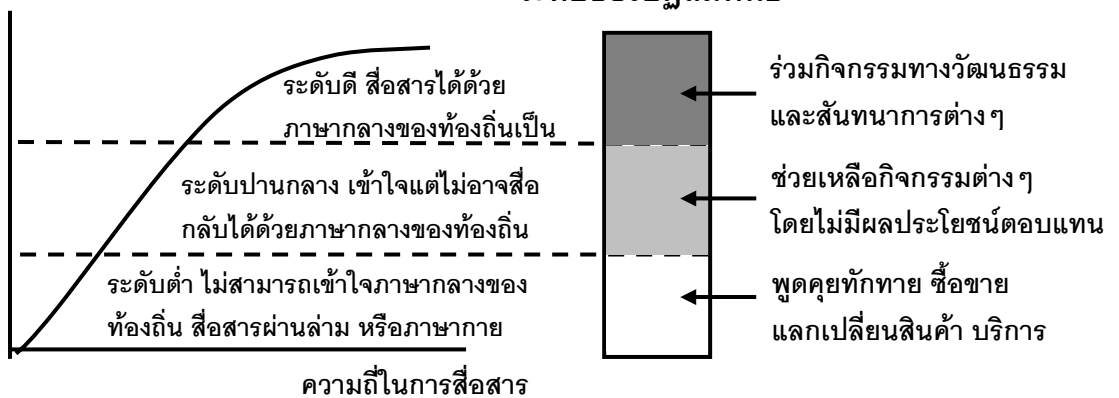 ระดับดี สื่อสารได้ด้วย
ภาษากลางของท้องถิ่นเป็น
ระดับปานกลาง เข้าใจแต่ไม่อาจสื่อ
กลับได้ด้วยภาษากลางของท้องถิ่น
ระดับต่ำ ไม่สามารถเข้าใจภาษากลางของ
ท้องถิ่น สื่อสารผ่านล่าม หรือภาษากาย
ความถี่ในการสื่อสาร
ร่วมกิจกรรมทางวัฒนธรรม
และสันทนาการต่างๆ
ช่วยเหลือกิจกรรมต่างๆ
โดยไม่มีผลประโยชน์ตอบแทน
พูดคุยทักทาย ซื้อขาย
แลกเปลี่ยนสินค้า บริการ